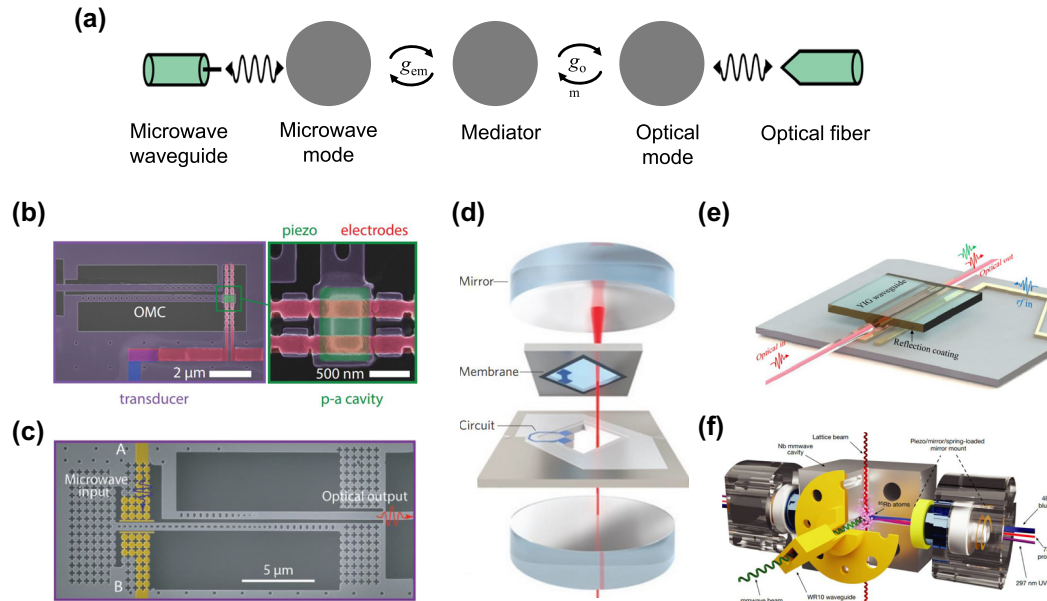 (a)
g_em
g_o
m
Microwave
waveguide
Microwave
mode
Mediator
Optical
mode
Optical fiber
(b)
piezo
electrodes
OMC
2 μm
500 nm
transducer
p-a cavity
(c)
A
Microwave
input
Optical output
5 μm
B
(d)
Mirror
Membrane
Circuit
(e)
Optical out
YIG waveguide
rf in
Optical in
Reflection coating
(f)
Lattice beam
Nb mmwave
cavity
Piezo/mirror/spring-loaded
mirror mount
Rb atoms
blu
pro
297 nm UV
WR10 waveguide
mmwave beam